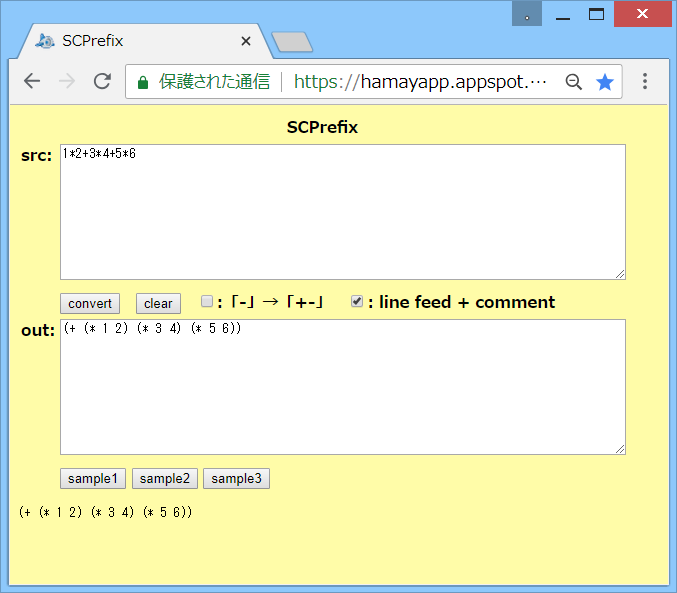 SCPrefix
保護された通信 https://hamayapp.appspot.…
SCPrefix
src: 1*2+3*4+5*6
convert clear : 「-」→「+-」 : line feed + comment
out: (+ (* 1 2) (* 3 4) (* 5 6))
sample1 sample2 sample3
(+ (* 1 2) (* 3 4) (* 5 6))